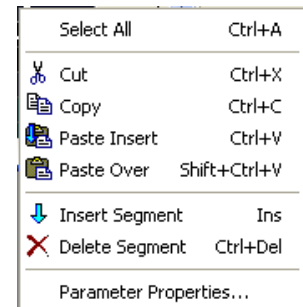 Select All Ctrl+A
Cut Ctrl+X
Copy Ctrl+C
Paste Insert Ctrl+V
Paste Over Shift+Ctrl+V
Insert Segment Ins
Delete Segment Ctrl+Del
Parameter Properties...